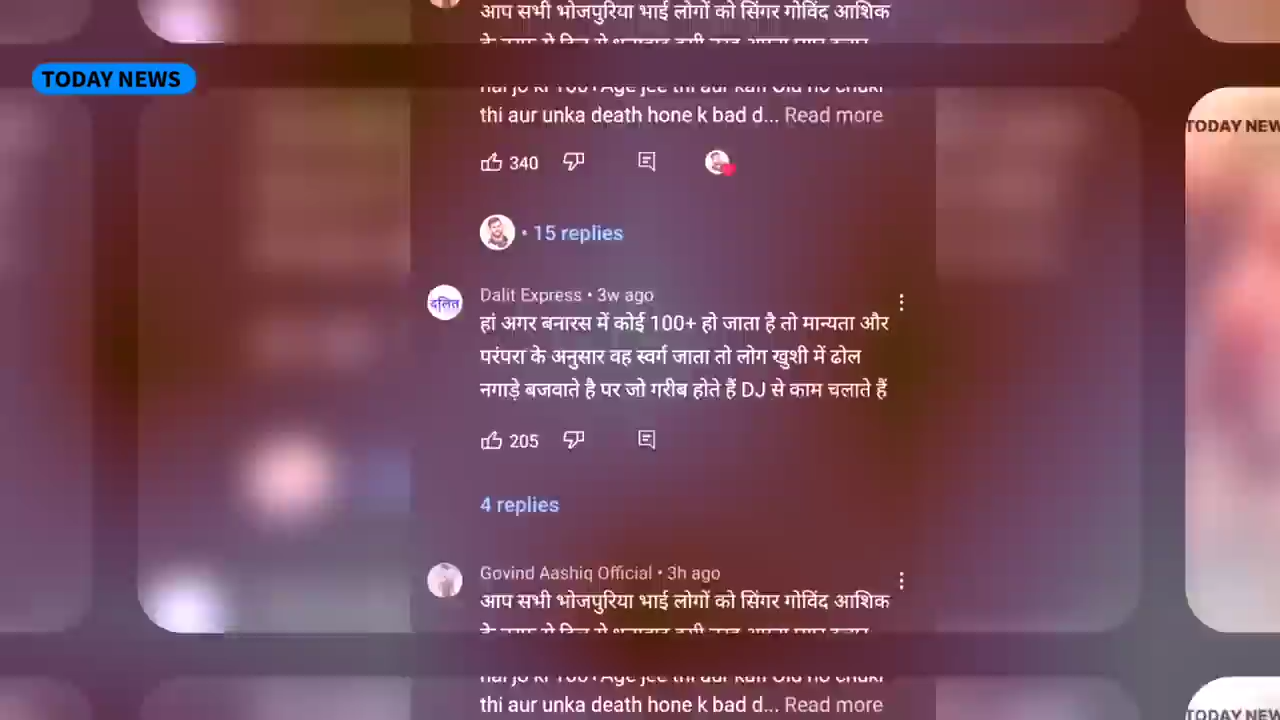 आप सभी भोजपुरिया भाई लोगों को सिंगर गोविंद आशिक
TODAY NEWS
thi aur unka death hone k bad d... Read more
TODAY NEW
340
• 15 replies
दलित
Dalit Express • 3w ago
हां अगर बनारस में कोई 100+ हो जाता है तो मान्यता और
परंपरा के अनुसार वह स्वर्ग जाता तो लोग खुशी में ढोल
नगाड़े बजवाते है पर जो गरीब होते हैं DJ से काम चलाते हैं
205
4 replies
Govind Aashiq Official • 3h ago
आप सभी भोजपुरिया भाई लोगों को सिंगर गोविंद आशिक
thi aur unka death hone k bad d... Read more
TODAY NEW